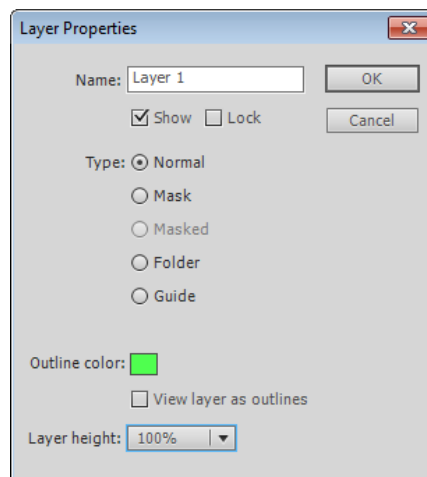 Layer Properties
Name: Layer 1 OK
Show Lock Cancel
Type: Normal
Mask
Masked
Folder
Guide
Outline color:
View layer as outlines
Layer height: 100%